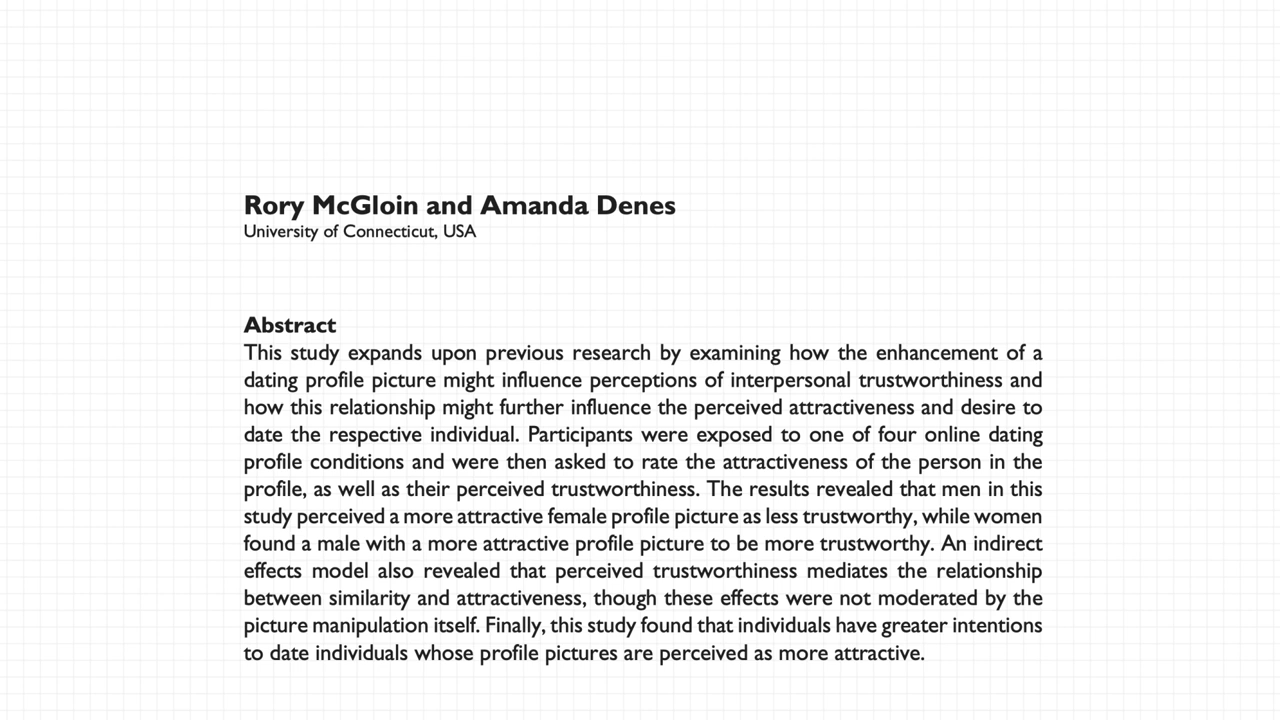 Rory McGloin and Amanda Denes
University of Connecticut, USA
Abstract
This study expands upon previous research by examining how the enhancement of a
dating profile picture might influence perceptions of interpersonal trustworthiness and
how this relationship might further influence the perceived attractiveness and desire to
date the respective individual. Participants were exposed to one of four online dating
profile conditions and were then asked to rate the attractiveness of the person in the
profile, as well as their perceived trustworthiness. The results revealed that men in this
study perceived a more attractive female profile picture as less trustworthy, while women
found a male with a more attractive profile picture to be more trustworthy. An indirect
effects model also revealed that perceived trustworthiness mediates the relationship
between similarity and attractiveness, though these effects were not moderated by the
picture manipulation itself. Finally, this study found that individuals have greater intentions
to date individuals whose profile pictures are perceived as more attractive.